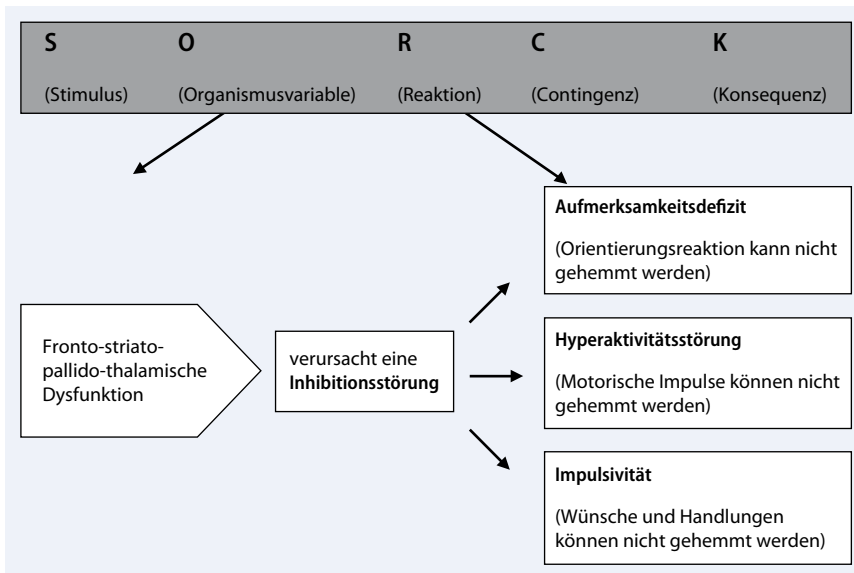 S O R C K
(Stimulus) (Organismusvariable) (Reaktion) (Contingenz) (Konsequenz)
Aufmerksamkeitsdefizit
(Orientierungsreaktion kann nicht
gehemmt werden)
Fronto-striato-
pallido-thalamische
Dysfunktion
verursacht eine
Inhibitionsstörung
Hyperaktivitätsstörung
(Motorische Impulse können nicht
gehemmt werden)
Impulsivität
(Wünsche und Handlungen
können nicht gehemmt werden)